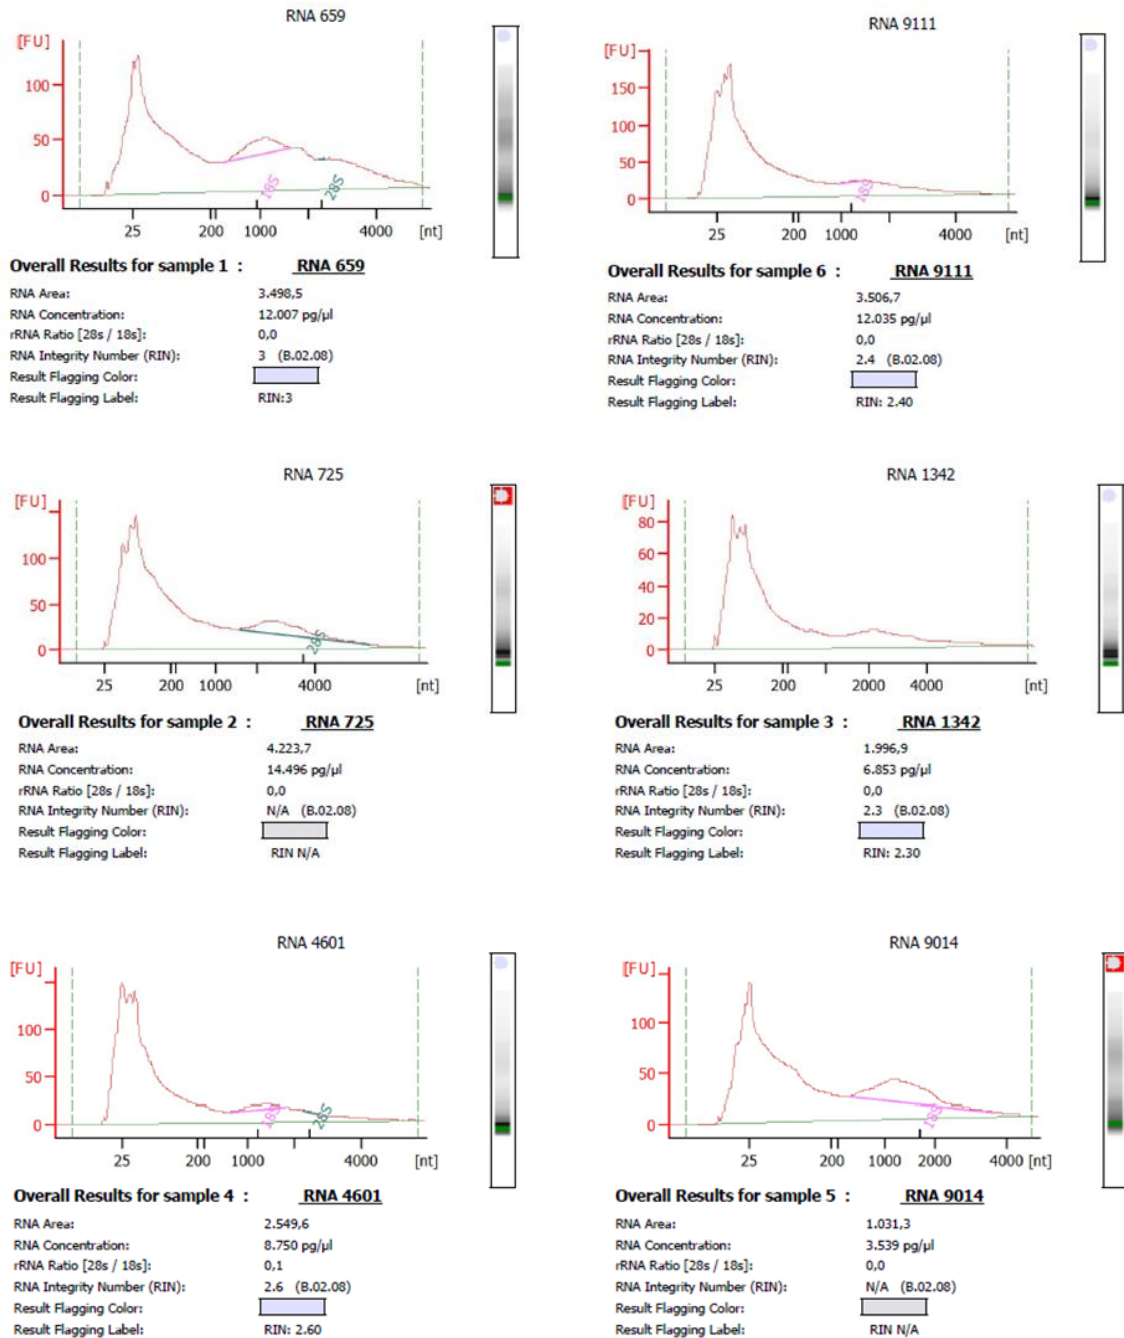 RNA 659
[FU]
100
50
0
18S
28S
25 200 1000 4000 [nt]
Overall Results for sample 1 : RNA 659
RNA Area: 3.498,5
RNA Concentration: 12.007 pg/µl
rRNA Ratio [28s / 18s]: 0,0
RNA Integrity Number (RIN): 3 (B.02.08)
Result Flagging Color:
Result Flagging Label: RIN:3
RNA 9111
[FU]
150
100
50
0
18S
25 200 1000 4000 [nt]
Overall Results for sample 6 : RNA 9111
RNA Area: 3.506,7
RNA Concentration: 12.035 pg/µl
rRNA Ratio [28s / 18s]: 0,0
RNA Integrity Number (RIN): 2.4 (B.02.08)
Result Flagging Color:
Result Flagging Label: RIN: 2.40
RNA 725
[FU]
100
50
0
28S
25 200 1000 4000 [nt]
Overall Results for sample 2 : RNA 725
RNA Area: 4.223,7
RNA Concentration: 14.496 pg/µl
rRNA Ratio [28s / 18s]: 0,0
RNA Integrity Number (RIN): N/A (B.02.08)
Result Flagging Color:
Result Flagging Label: RIN N/A
RNA 1342
[FU]
80
60
40
20
0
25 200 2000 4000 [nt]
Overall Results for sample 3 : RNA 1342
RNA Area: 1.996,9
RNA Concentration: 6.853 pg/µl
rRNA Ratio [28s / 18s]: 0,0
RNA Integrity Number (RIN): 2.3 (B.02.08)
Result Flagging Color:
Result Flagging Label: RIN: 2.30
RNA 4601
[FU]
100
50
0
18S
28S
25 200 1000 4000 [nt]
Overall Results for sample 4 : RNA 4601
RNA Area: 2.549,6
RNA Concentration: 8.750 pg/µl
rRNA Ratio [28s / 18s]: 0,1
RNA Integrity Number (RIN): 2.6 (B.02.08)
Result Flagging Color:
Result Flagging Label: RIN: 2.60
RNA 9014
[FU]
100
50
0
18S
25 200 1000 2000 4000 [nt]
Overall Results for sample 5 : RNA 9014
RNA Area: 1.031,3
RNA Concentration: 3.539 pg/µl
rRNA Ratio [28s / 18s]: 0,0
RNA Integrity Number (RIN): N/A (B.02.08)
Result Flagging Color:
Result Flagging Label: RIN N/A